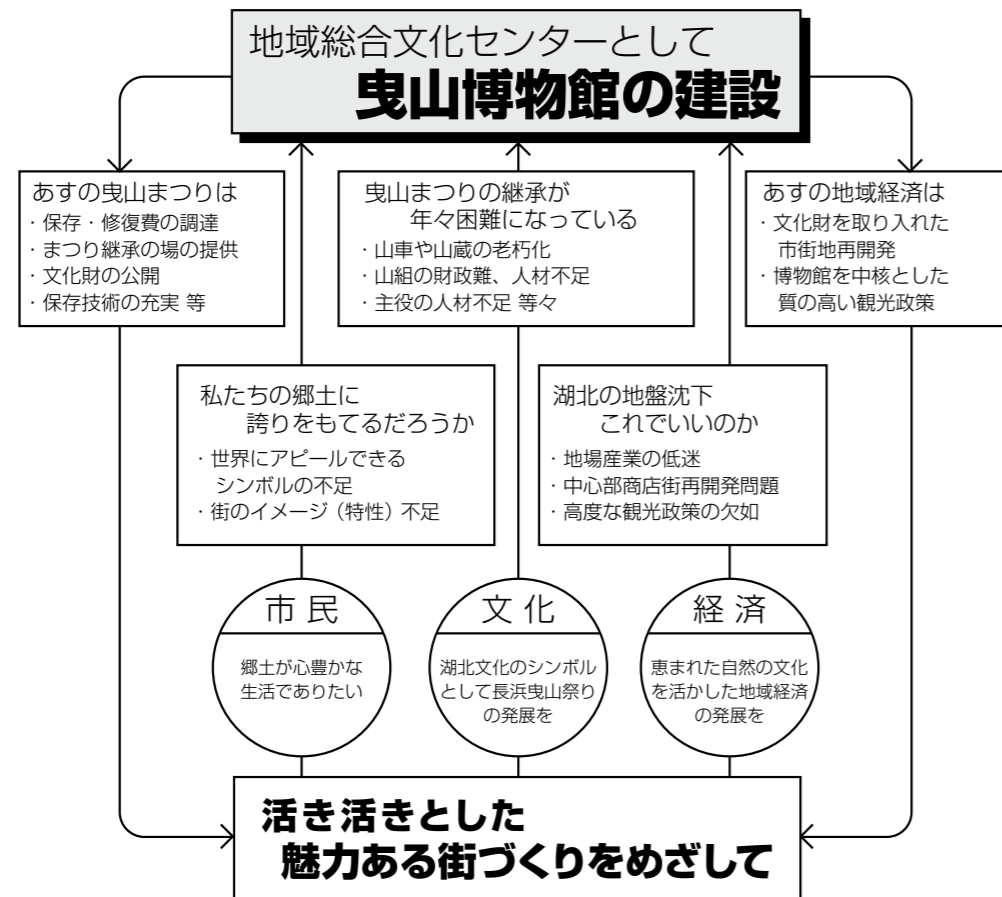 地域総合文化センターとして
曳山博物館の建設
あすの曳山まつりは
・保存・修復費の調達
・まつり継承の場の提供
・文化財の公開
・保存技術の充実 等
曳山まつりの継承が
年々困難になっている
・山車や山蔵の老朽化
・山組の財政難、人材不足
・主役の人材不足 等々
あすの地域経済は
・文化財を取り入れた
市街地再開発
・博物館を中核とした
質の高い観光政策
私たちの郷土に
誇りをもてるだろうか
・世界にアピールできる
シンボルの不足
・街のイメージ（特性）不足
湖北の地盤沈下
これでいいのか
・地場産業の低迷
・中心部商店街再開発問題
・高度な観光政策の欠如
市民
郷土が心豊かな
生活でありたい
文化
湖北文化のシンボル
として長浜曳山祭り
の発展を
経済
恵まれた自然の文化
を活かした地域経済
の発展を
活き活きとした
魅力ある街づくりをめざして